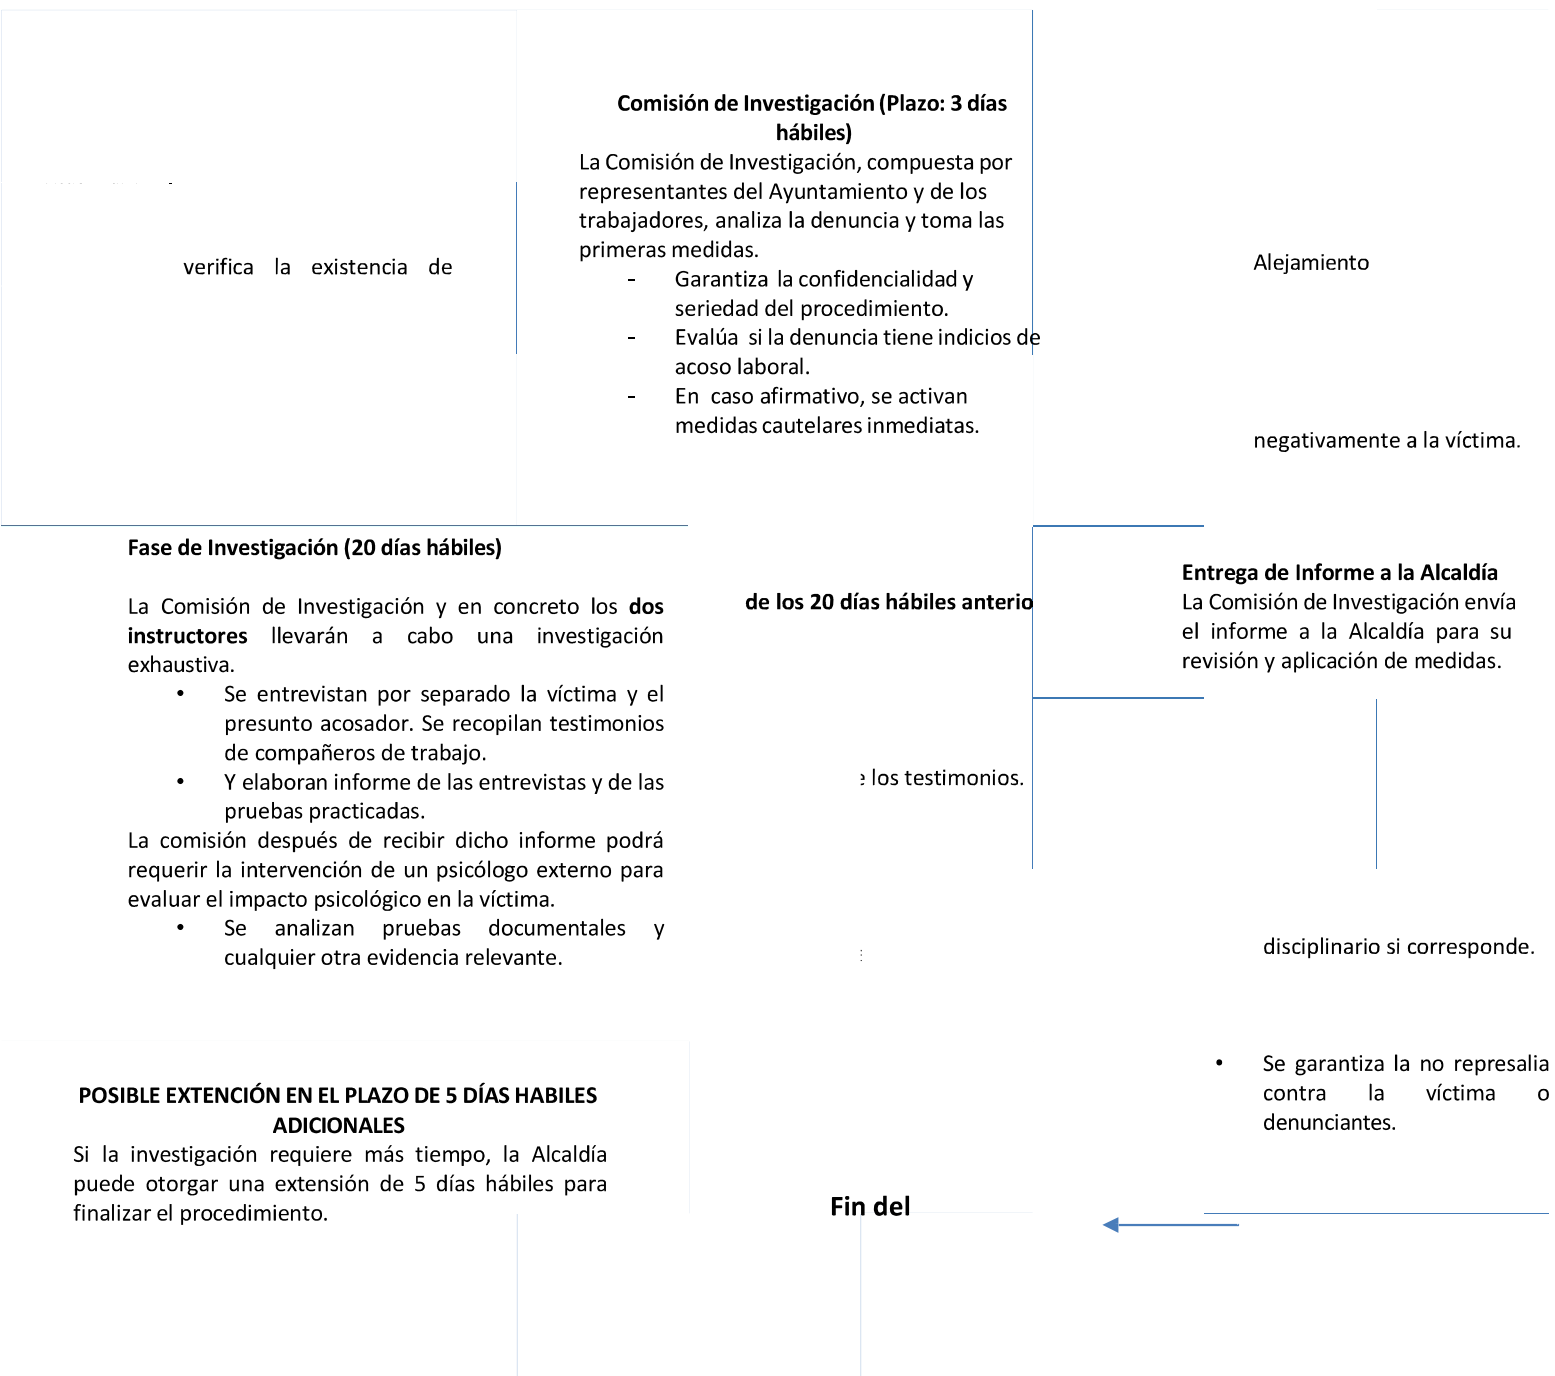 Comisión de Investigación (Plazo: 3 días
hábiles)
La Comisión de Investigación, compuesta por
representantes del Ayuntamiento y de los
trabajadores, analiza la denuncia y toma las
primeras medidas.
- Garantiza la confidencialidad y
seriedad del procedimiento.
- Evalúa si la denuncia tiene indicios de
acoso laboral.
- En caso afirmativo, se activan
medidas cautelares inmediatas.
verifica la existencia de
Alejamiento
negativamente a la víctima.
Fase de Investigación (20 días hábiles)
La Comisión de Investigación y en concreto los dos
instructores llevarán a cabo una investigación
exhaustiva.
• Se entrevistan por separado la víctima y el
presunto acosador. Se recopilan testimonios
de compañeros de trabajo.
• Y elaboran informe de las entrevistas y de las
pruebas practicadas.
La comisión después de recibir dicho informe podrá
requerir la intervención de un psicólogo externo para
evaluar el impacto psicológico en la víctima.
• Se analizan pruebas documentales y
cualquier otra evidencia relevante.
de los 20 días hábiles anterio
los testimonios.
Entrega de Informe a la Alcaldía
La Comisión de Investigación envía
el informe a la Alcaldía para su
revisión y aplicación de medidas.
disciplinario si corresponde.
• Se garantiza la no represalia
contra la víctima o
denunciantes.
POSIBLE EXTENCIÓN EN EL PLAZO DE 5 DÍAS HABILES
ADICIONALES
Si la investigación requiere más tiempo, la Alcaldía
puede otorgar una extensión de 5 días hábiles para
finalizar el procedimiento.
Fin del